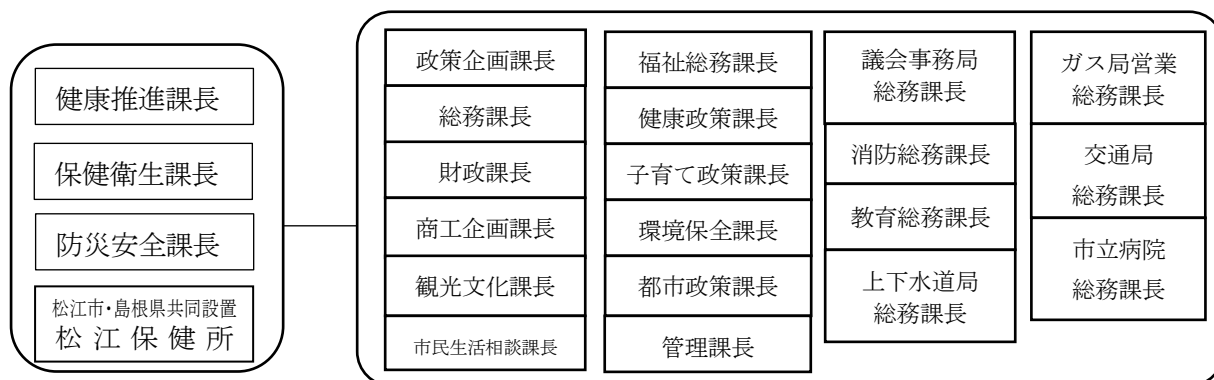 健康推進課長
保健衛生課長
防災安全課長
松江市・島根県共同設置
松江保健所
政策企画課長
総務課長
財政課長
商工企画課長
観光文化課長
市民生活相談課長
福祉総務課長
健康政策課長
子育て政策課長
環境保全課長
都市政策課長
管理課長
議会事務局
総務課長
消防総務課長
教育総務課長
上下水道局
総務課長
ガス局営業
総務課長
交通局
総務課長
市立病院
総務課長